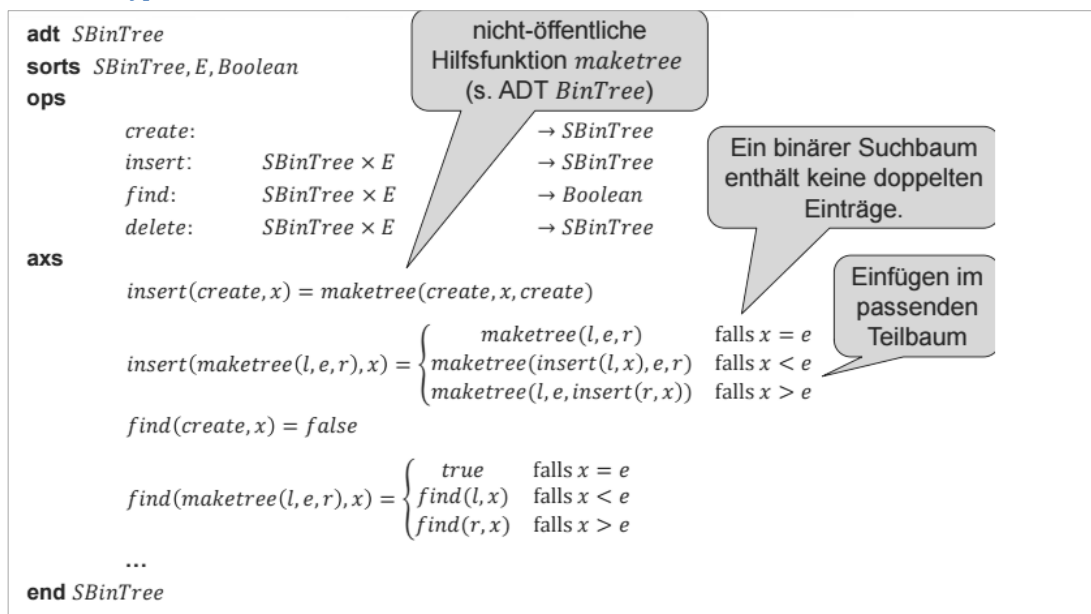 adt SBinTree
sorts SBinTree, E, Boolean
ops
nicht-öffentliche
Hilfsfunktion maketree
(s. ADT BinTree)
create: → SBinTree
insert: SBinTree × E → SBinTree
find: SBinTree × E → Boolean
delete: SBinTree × E → SBinTree
Ein binärer Suchbaum
enthält keine doppelten
Einträge.
axs
insert(create, x) = maketree(create, x, create)
Einfügen im
passenden
Teilbaum
maketree(l, e, r) falls x = e
insert(maketree(l, e, r), x) = { maketree(insert(l, x), e, r) falls x < e
maketree(l, e, insert(r, x)) falls x > e
find(create, x) = false
true falls x = e
find(maketree(l, e, r), x) = { find(l, x) falls x < e
find(r, x) falls x > e
...
end SBinTree